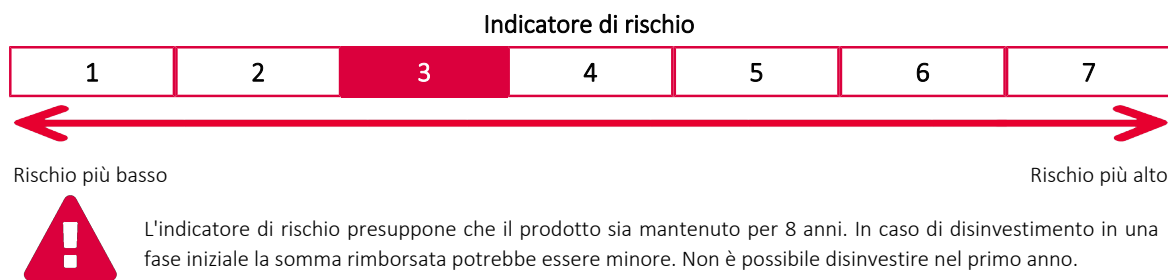 Indicatore di rischio
1 2 3 4 5 6 7
Rischio più basso Rischio più alto
L'indicatore di rischio presuppone che il prodotto sia mantenuto per 8 anni. In caso di disinvestimento in una
fase iniziale la somma rimborsata potrebbe essere minore. Non è possibile disinvestire nel primo anno.